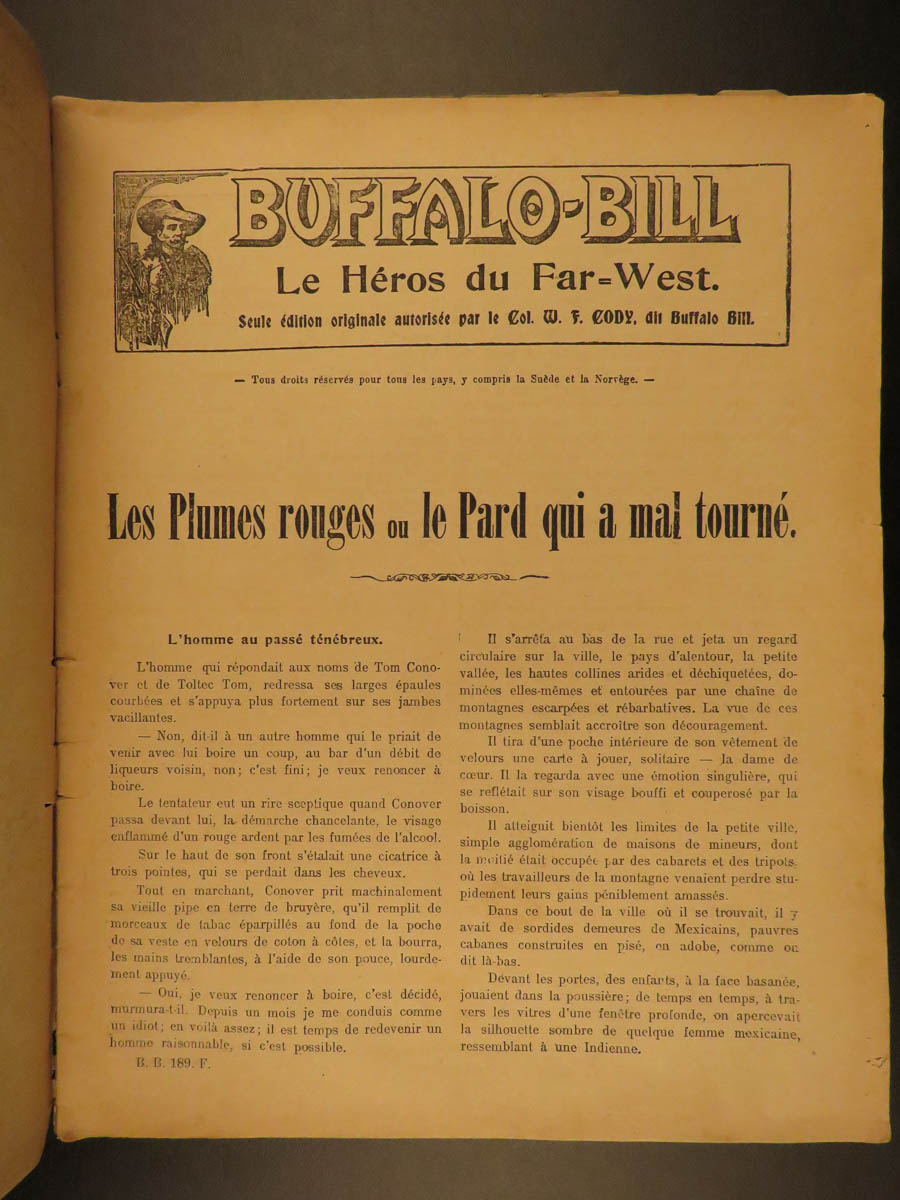 BUFFALO-BILL
Le Héros du Far=West.
Seule édition originale autorisée par le Col. W. F. CODY, dit Buffalo Bill.
— Tous droits réservés pour tous les pays, y compris la Suède et la Norvège. —
Les Plumes rouges ou le Pard qui a mal tourné.
L'homme au passé ténébreux.
L'homme qui répondait aux noms de Tom Cono-
ver et de Toltec Tom, redressa ses larges épaules
courbées et s'appuya plus fortement sur ses jambes
vacillantes.
— Non, dit-il à un autre homme qui le priait de
venir avec lui boire un coup, au bar d'un débit de
liqueurs voisin, non; c'est fini; je veux renoncer à
boire.
Le tentateur eut un rire sceptique quand Conover
passa devant lui, la démarche chancelante, le visage
enflammé d'un rouge ardent par les fumées de l'alcool.
Sur le haut de son front s'étalait une cicatrice à
trois pointes, qui se perdait dans les cheveux.
Tout en marchant, Conover prit machinalement
sa vieille pipe en terre de bruyère, qu'il remplit de
morceaux de tabac éparpillés au fond de la poche
de sa veste en velours de coton à côtes, et la bourra,
les mains tremblantes, à l'aide de son pouce, lourde-
ment appuyé.
— Oui, je veux renoncer à boire, c'est décidé,
murmura-t-il. Depuis un mois je me conduis comme
un idiot; en voilà assez; il est temps de redevenir un
homme raisonnable, si c'est possible.
B. B. 189. F.
Il s'arrêta au bas de la rue et jeta un regard
circulaire sur la ville, le pays d'alentour, la petite
vallée, les hautes collines arides et déchiquetées, do-
minées elles-mêmes et entourées par une chaîne de
montagnes escarpées et rébarbatives. La vue de ces
montagnes semblait accroître son découragement.
Il tira d'une poche intérieure de son vêtement de
velours une carte à jouer, solitaire — la dame de
cœur. Il la regarda avec une émotion singulière, qui
se reflétait sur son visage bouffi et couperosé par la
boisson.
Il atteignit bientôt les limites de la petite ville,
simple agglomération de maisons de mineurs, dont
la moitié était occupée par des cabarets et des tripots
où les travailleurs de la montagne venaient perdre stu-
pidement leurs gains péniblement amassés.
Dans ce bout de la ville où il se trouvait, il y
avait de sordides demeures de Mexicains, pauvres
cabanes construites en pisé, en adobe, comme on
dit là-bas.
Devant les portes, des enfants, à la face basanée,
jouaient dans la poussière; de temps en temps, à tra-
vers les vitres d'une fenêtre profonde, on apercevait
la silhouette sombre de quelque femme mexicaine,
ressemblant à une Indienne.